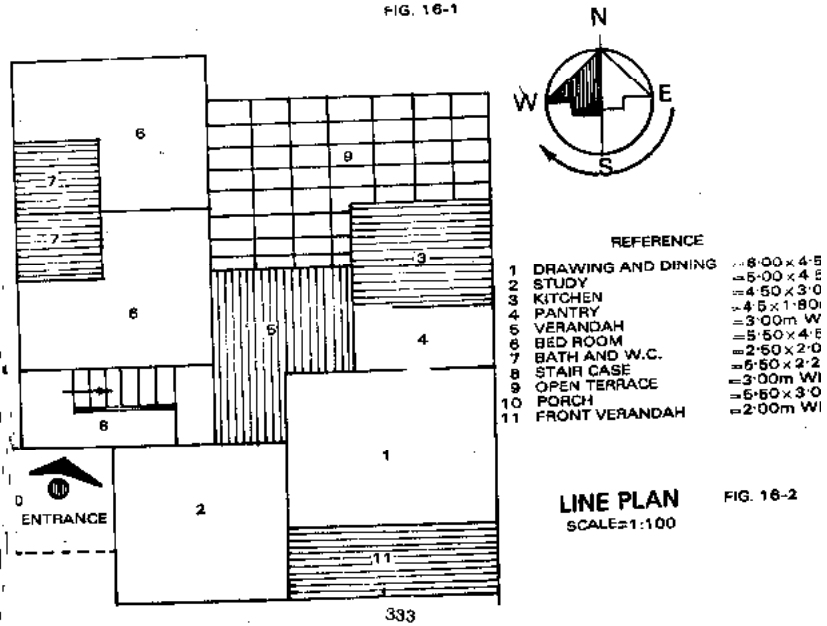 FIG. 16-1
N
W E
S
6
9
7
7
3
6
5
4
8
1
2
ENTRANCE
11
REFERENCE
1 DRAWING AND DINING
2 STUDY =5·00 x 4·5
3 KITCHEN =4·50 x 3·0
4 PANTRY =4·5 x 1·80
5 VERANDAH =3·00m W
6 BED ROOM =5·50 x 4·5
7 BATH AND W.C. =2·50 x 2·0
8 STAIR CASE =5·50 x 2·2
9 OPEN TERRACE =3·00m WI
10 PORCH =5·50 x 3·0
11 FRONT VERANDAH =2·00m WI
LINE PLAN FIG. 16-2
SCALE=1:100
333